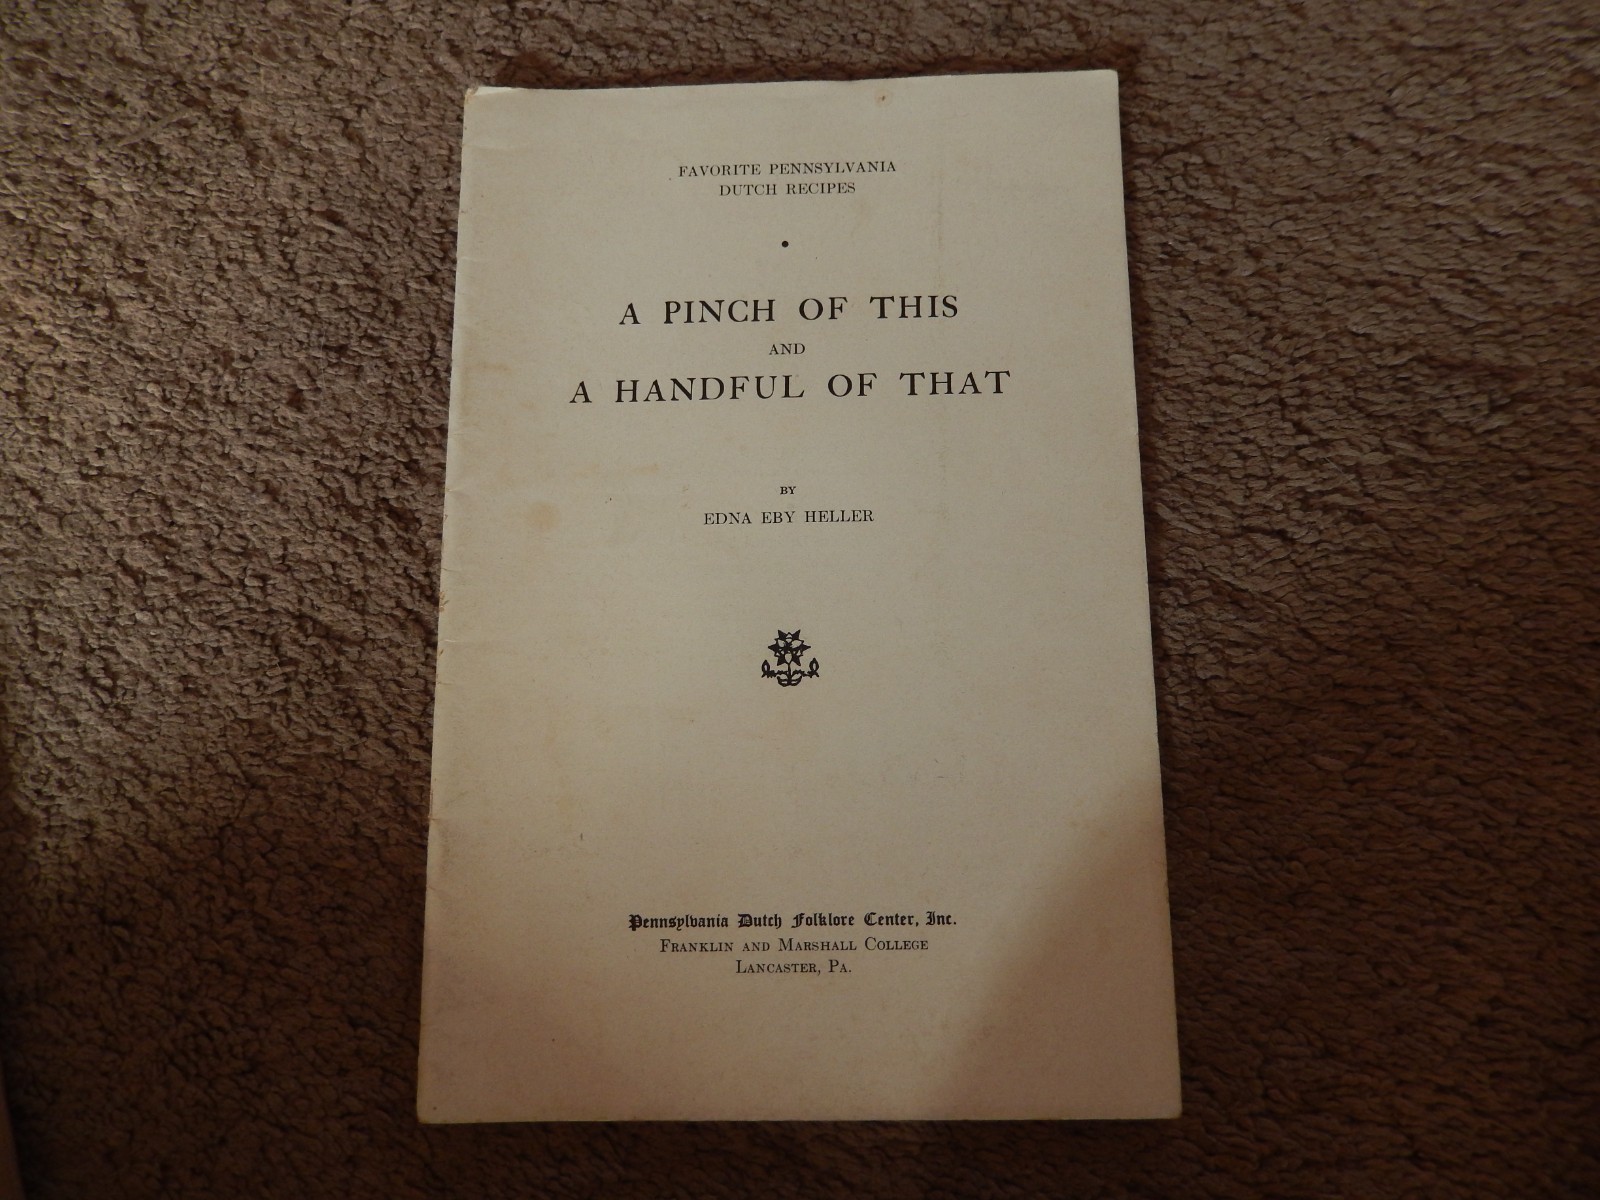 FAVORITE PENNSYLVANIA
DUTCH RECIPES
A PINCH OF THIS
AND
A HANDFUL OF THAT
BY
EDNA EBY HELLER
Pennsylvania Dutch Folklore Center, Inc.
FRANKLIN AND MARSHALL COLLEGE
LANCASTER, PA.